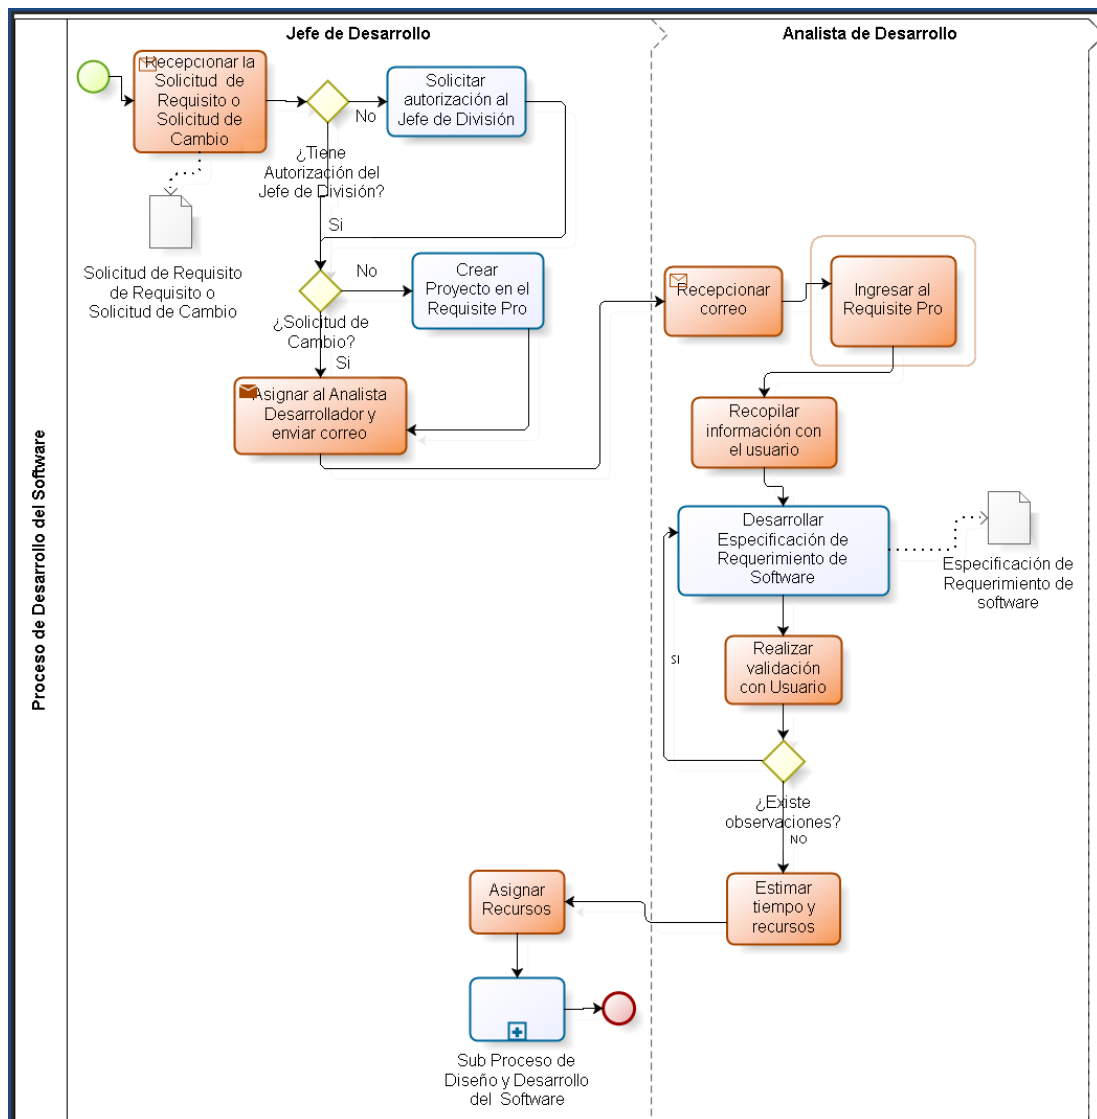 Proceso de Desarrollo del Software
Jefe de Desarrollo
Analista de Desarrollo
Recepcionar la
Solicitud de
Requisito o
Solicitud de
Cambio
Solicitar
autorización al
Jefe de División
No
¿Tiene
Autorización del
Jefe de División?
Si
Solicitud de Requisito
de Requisito o
Solicitud de Cambio
No
Crear
Proyecto en el
Requisite Pro
¿Solicitud de
Cambio?
Si
Asignar al Analista
Desarrollador y
enviar correo
Recepcionar
correo
Ingresar al
Requisite Pro
Recopilar
información con
el usuario
Desarrollar
Especificación de
Requerimiento de
Software
Especificación de
Requerimiento de
software
Realizar
validación
con Usuario
SI
¿Existe
observaciones?
NO
Estimar
tiempo y
recursos
Asignar
Recursos
Sub Proceso de
Diseño y Desarrollo
del Software